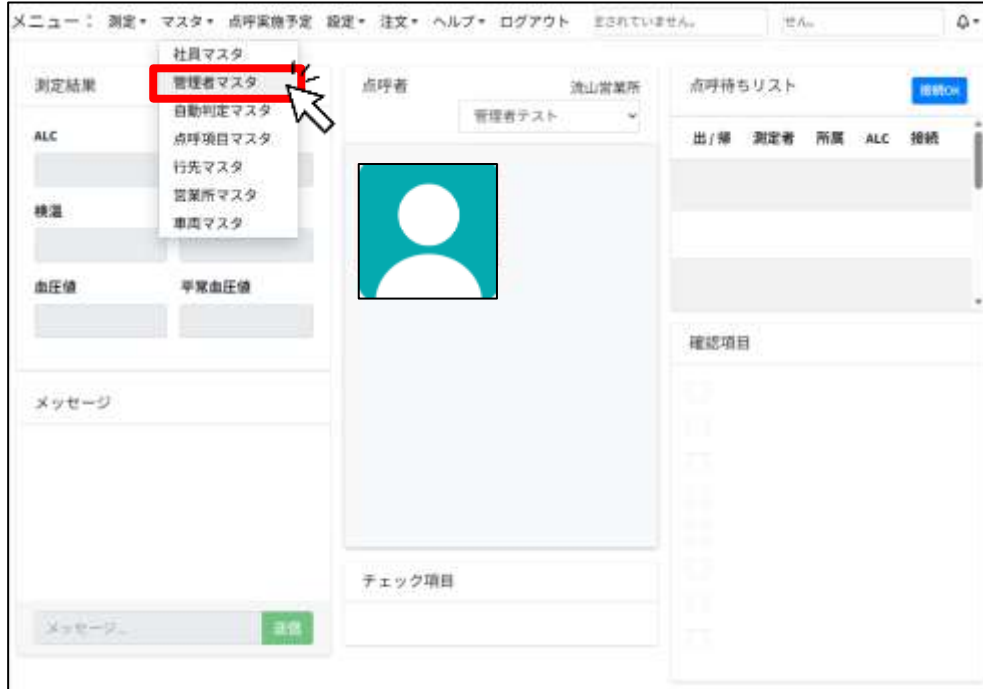 メニュー： 測定 マスタ 点呼実施予定 設定 注文 ヘルプ ログアウト
社員マスタ
管理者マスタ
自動判定マスタ
点呼項目マスタ
行先マスタ
営業所マスタ
車両マスタ
測定結果
ALC
検温
血圧値 平常血圧値
メッセージ
メッセージ...
送信
点呼者 流山営業所
管理者テスト
チェック項目
点呼待ちリスト 接続OK
出/帰 測定者 所属 ALC 接続
確認項目